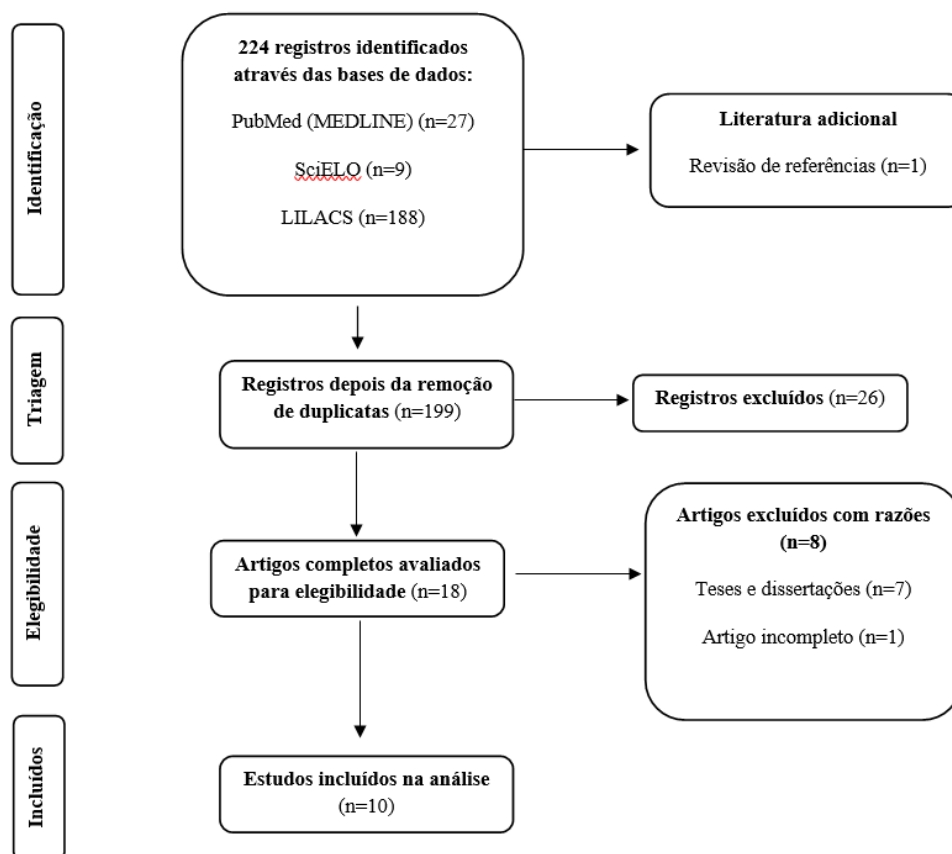 Identificação
224 registros identificados
através das bases de dados:
PubMed (MEDLINE) (n=27)
SciELO (n=9)
LILACS (n=188)
Literatura adicional
Revisão de referências (n=1)
Triagem
Registros depois da remoção
de duplicatas (n=199)
Registros excluídos (n=26)
Elegibilidade
Artigos completos avaliados
para elegibilidade (n=18)
Artigos excluídos com razões
(n=8)
Teses e dissertações (n=7)
Artigo incompleto (n=1)
Incluídos
Estudos incluídos na análise
(n=10)